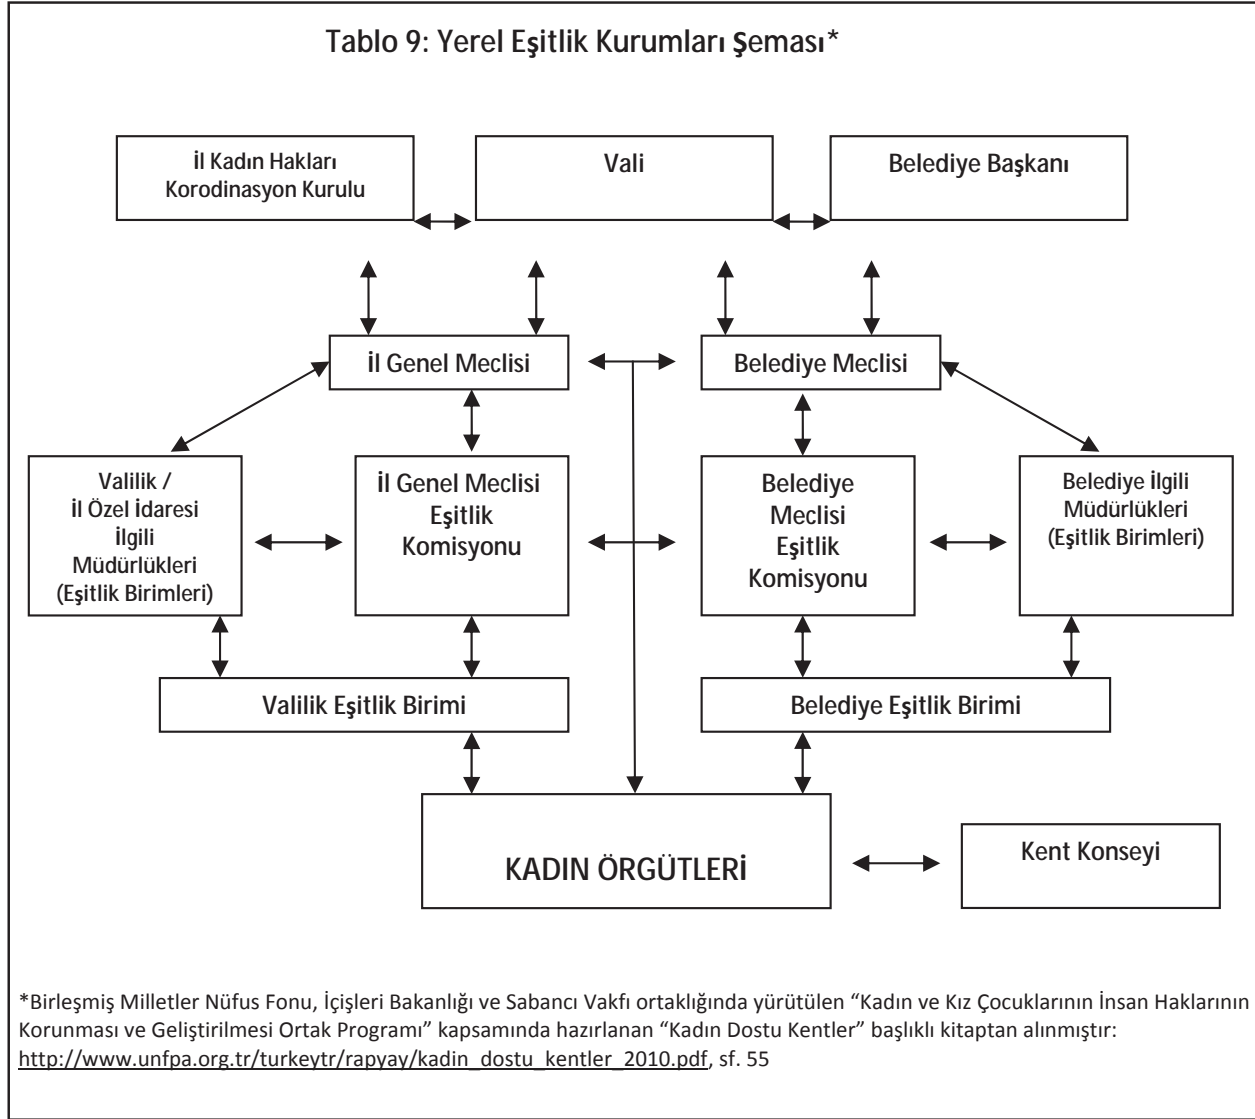 Tablo 9: Yerel Eşitlik Kurumları Şeması*
İl Kadın Hakları
Korodinasyon Kurulu
Vali
Belediye Başkanı
İl Genel Meclisi
Belediye Meclisi
Valilik /
İl Özel İdaresi
İlgili
Müdürlükleri
(Eşitlik Birimleri)
İl Genel Meclisi
Eşitlik
Komisyonu
Belediye
Meclisi
Eşitlik
Komisyonu
Belediye İlgili
Müdürlükleri
(Eşitlik Birimleri)
Valilik Eşitlik Birimi
Belediye Eşitlik Birimi
KADIN ÖRGÜTLERİ
Kent Konseyi
*Birleşmiş Milletler Nüfus Fonu, İçişleri Bakanlığı ve Sabancı Vakfı ortaklığında yürütülen “Kadın ve Kız Çocuklarının İnsan Haklarının
Korunması ve Geliştirilmesi Ortak Programı” kapsamında hazırlanan “Kadın Dostu Kentler” başlıklı kitaptan alınmıştır:
http://www.unfpa.org.tr/turkeytr/rapyay/kadin_dostu_kentler_2010.pdf, sf. 55